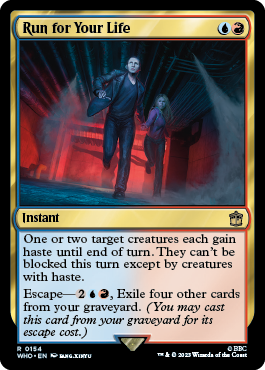 Run for Your Life
Instant
One or two target creatures each gain
haste until end of turn. They can't be
blocked this turn except by creatures
with haste.
Escape—2, Exile four other cards
from your graveyard. (You may cast
this card from your graveyard for its
escape cost.)
R 0154
WHO • EN SANG.XINYU
© BBC
™ & © 2023 Wizards of the Coast